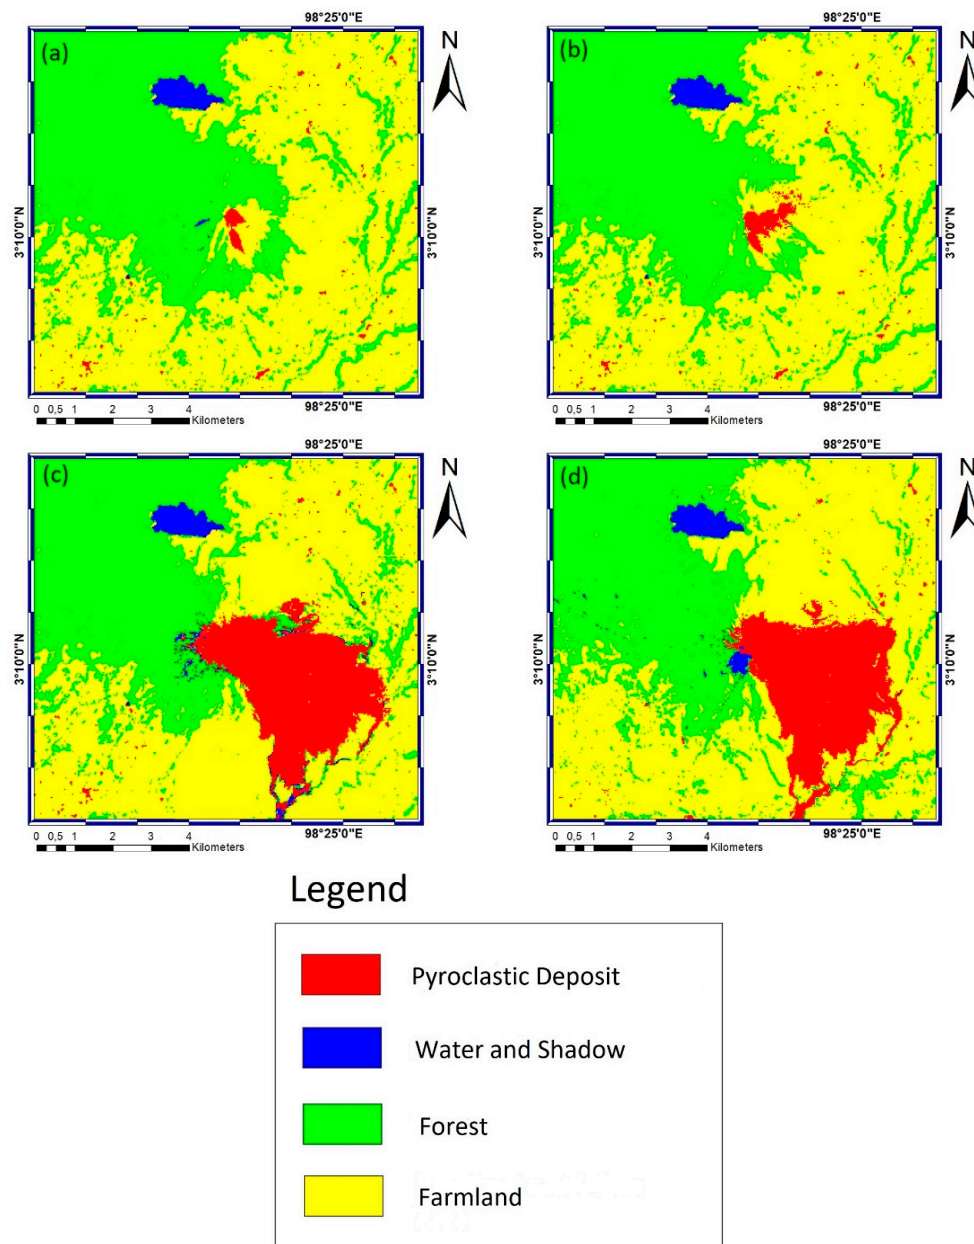 98°25'0"E
98°25'0"E
(a)
N
(b)
N
3°10'0"N
3°10'0"N
3°10'0"N
3°10'0"N
0 0,5 1 2 3 4
Kilometers
98°25'0"E
0 0,5 1 2 3 4
Kilometers
98°25'0"E
98°25'0"E
98°25'0"E
(c)
N
(d)
N
3°10'0"N
3°10'0"N
3°10'0"N
3°10'0"N
0 0,5 1 2 3 4
Kilometers
98°25'0"E
0 0,5 1 2 3 4
Kilometers
98°25'0"E
Legend
Pyroclastic Deposit
Water and Shadow
Forest
Farmland